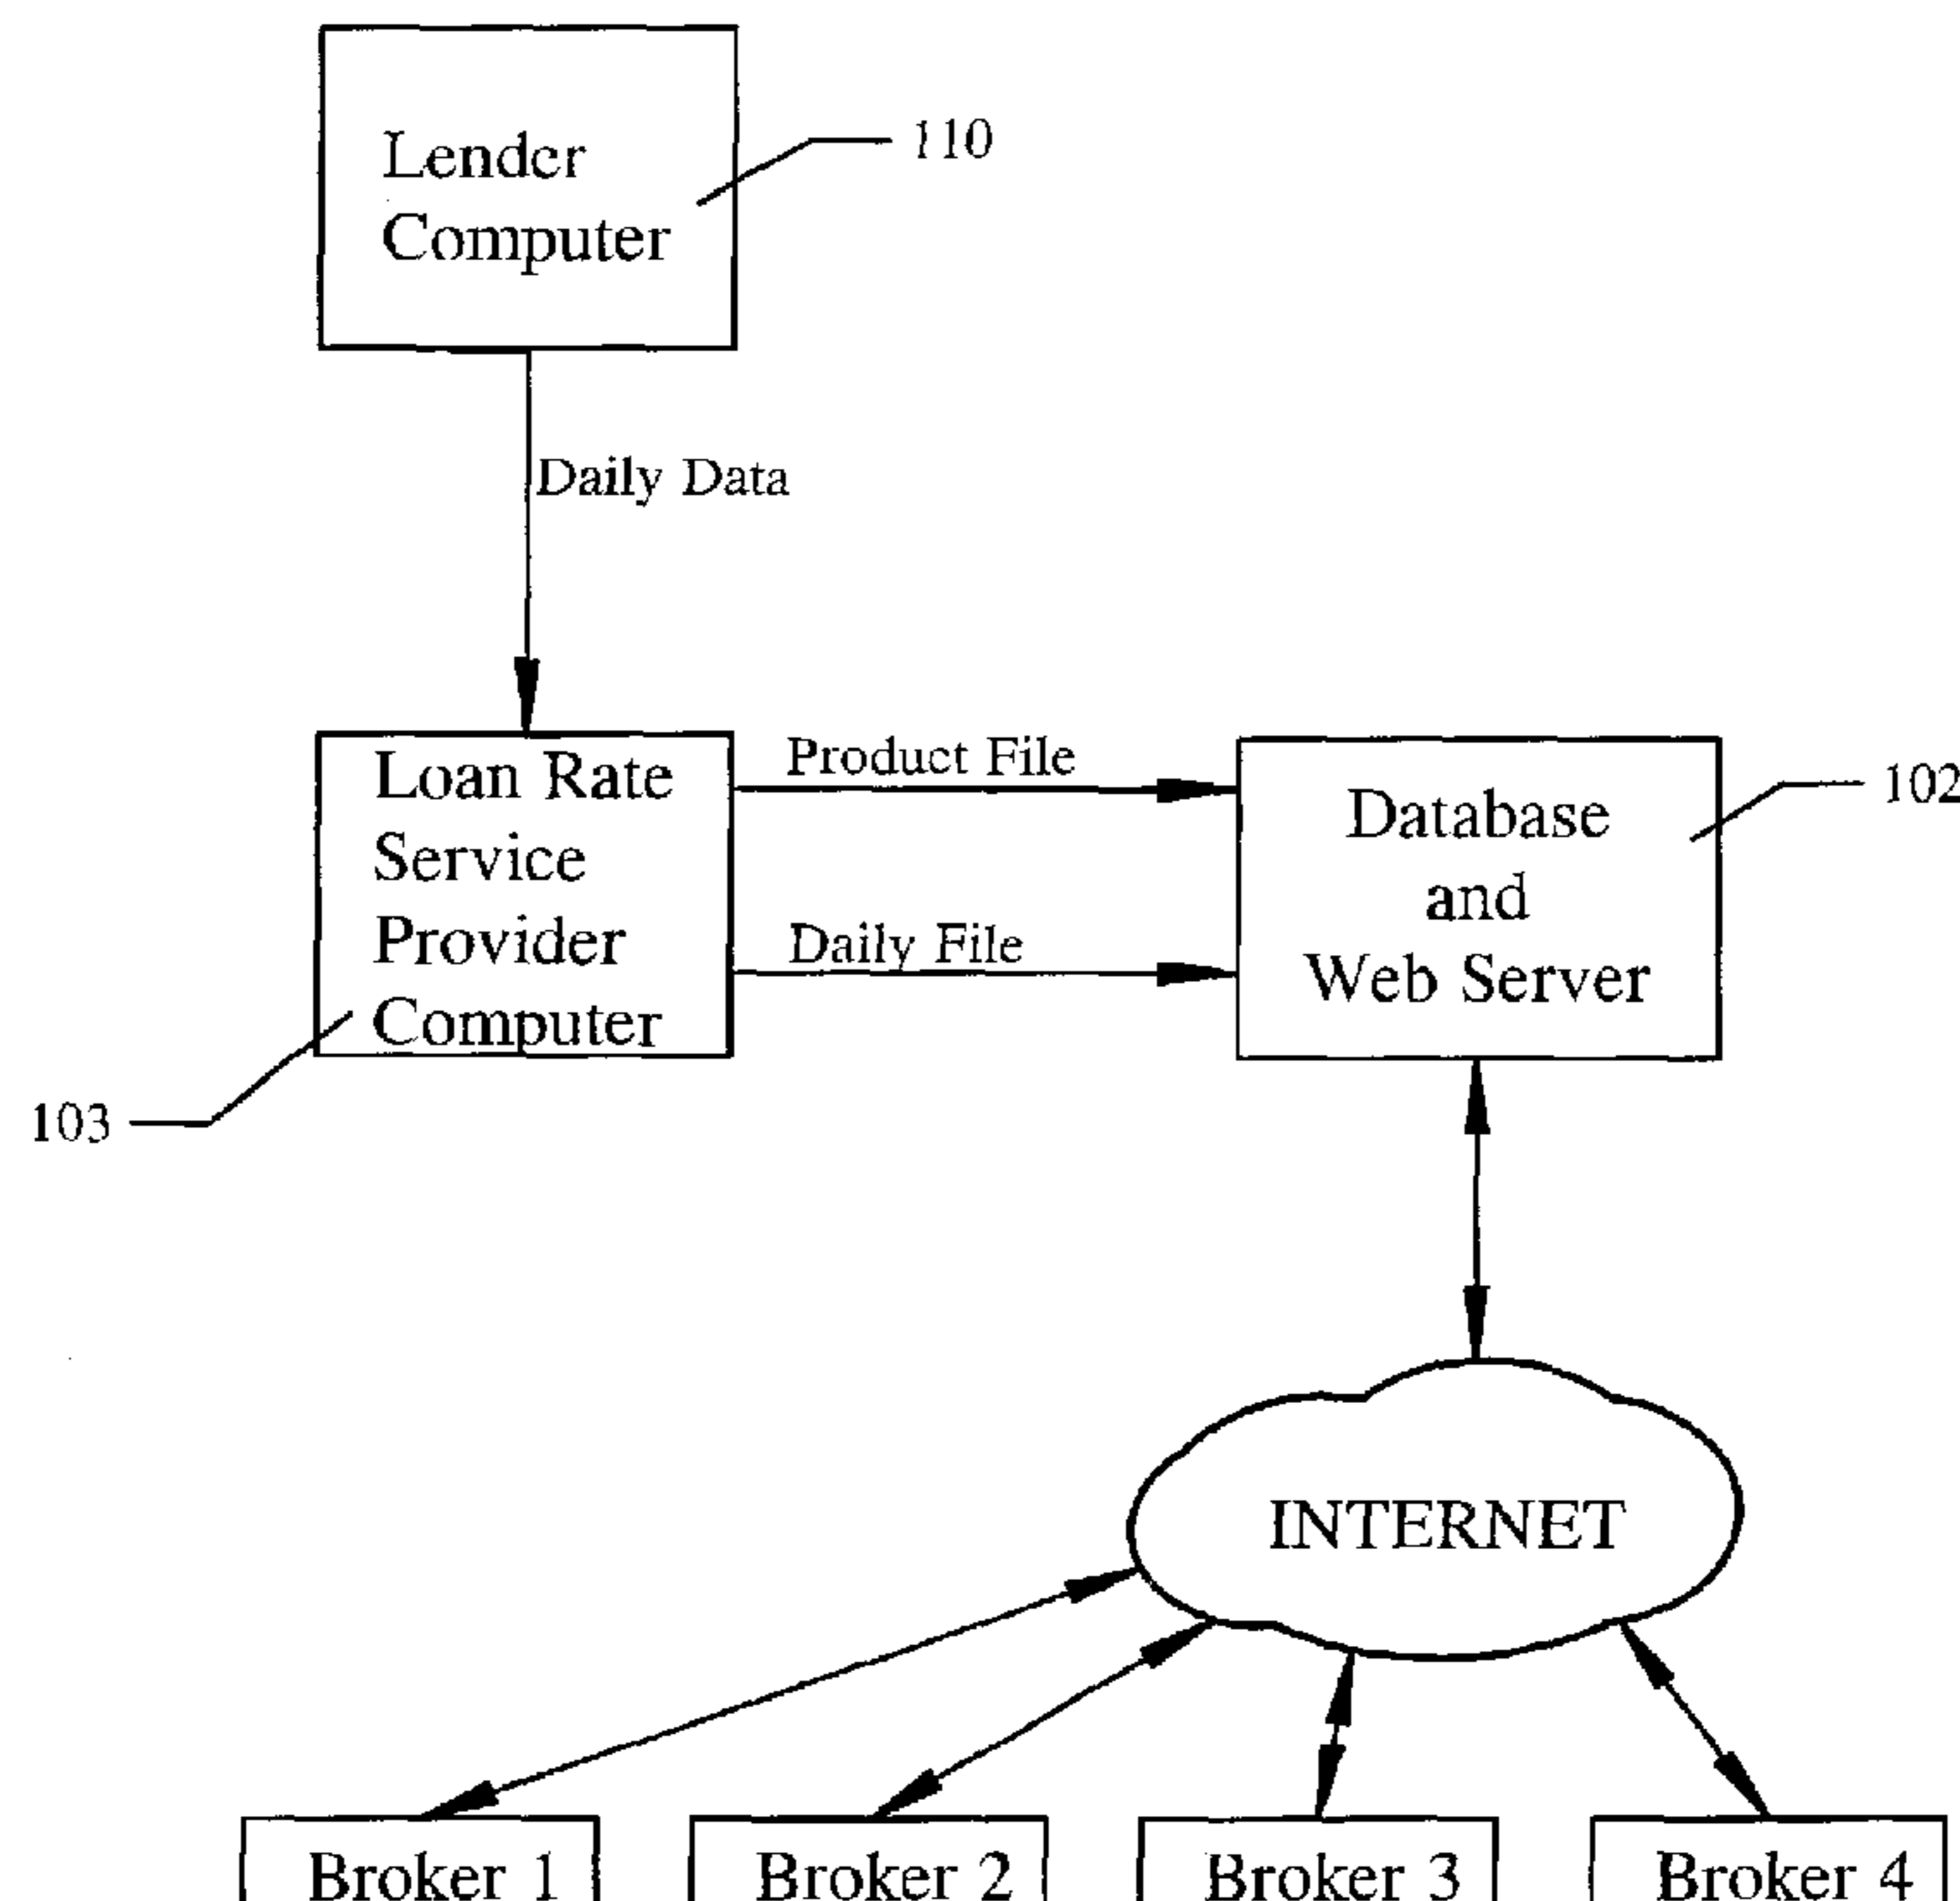 Lender
Computer
110
Daily Data
Loan Rate
Service
Provider
Computer
103
Product File
Daily File
Database
and
Web Server
102
INTERNET
Broker 1
Broker 2
Broker 3
Broker 4